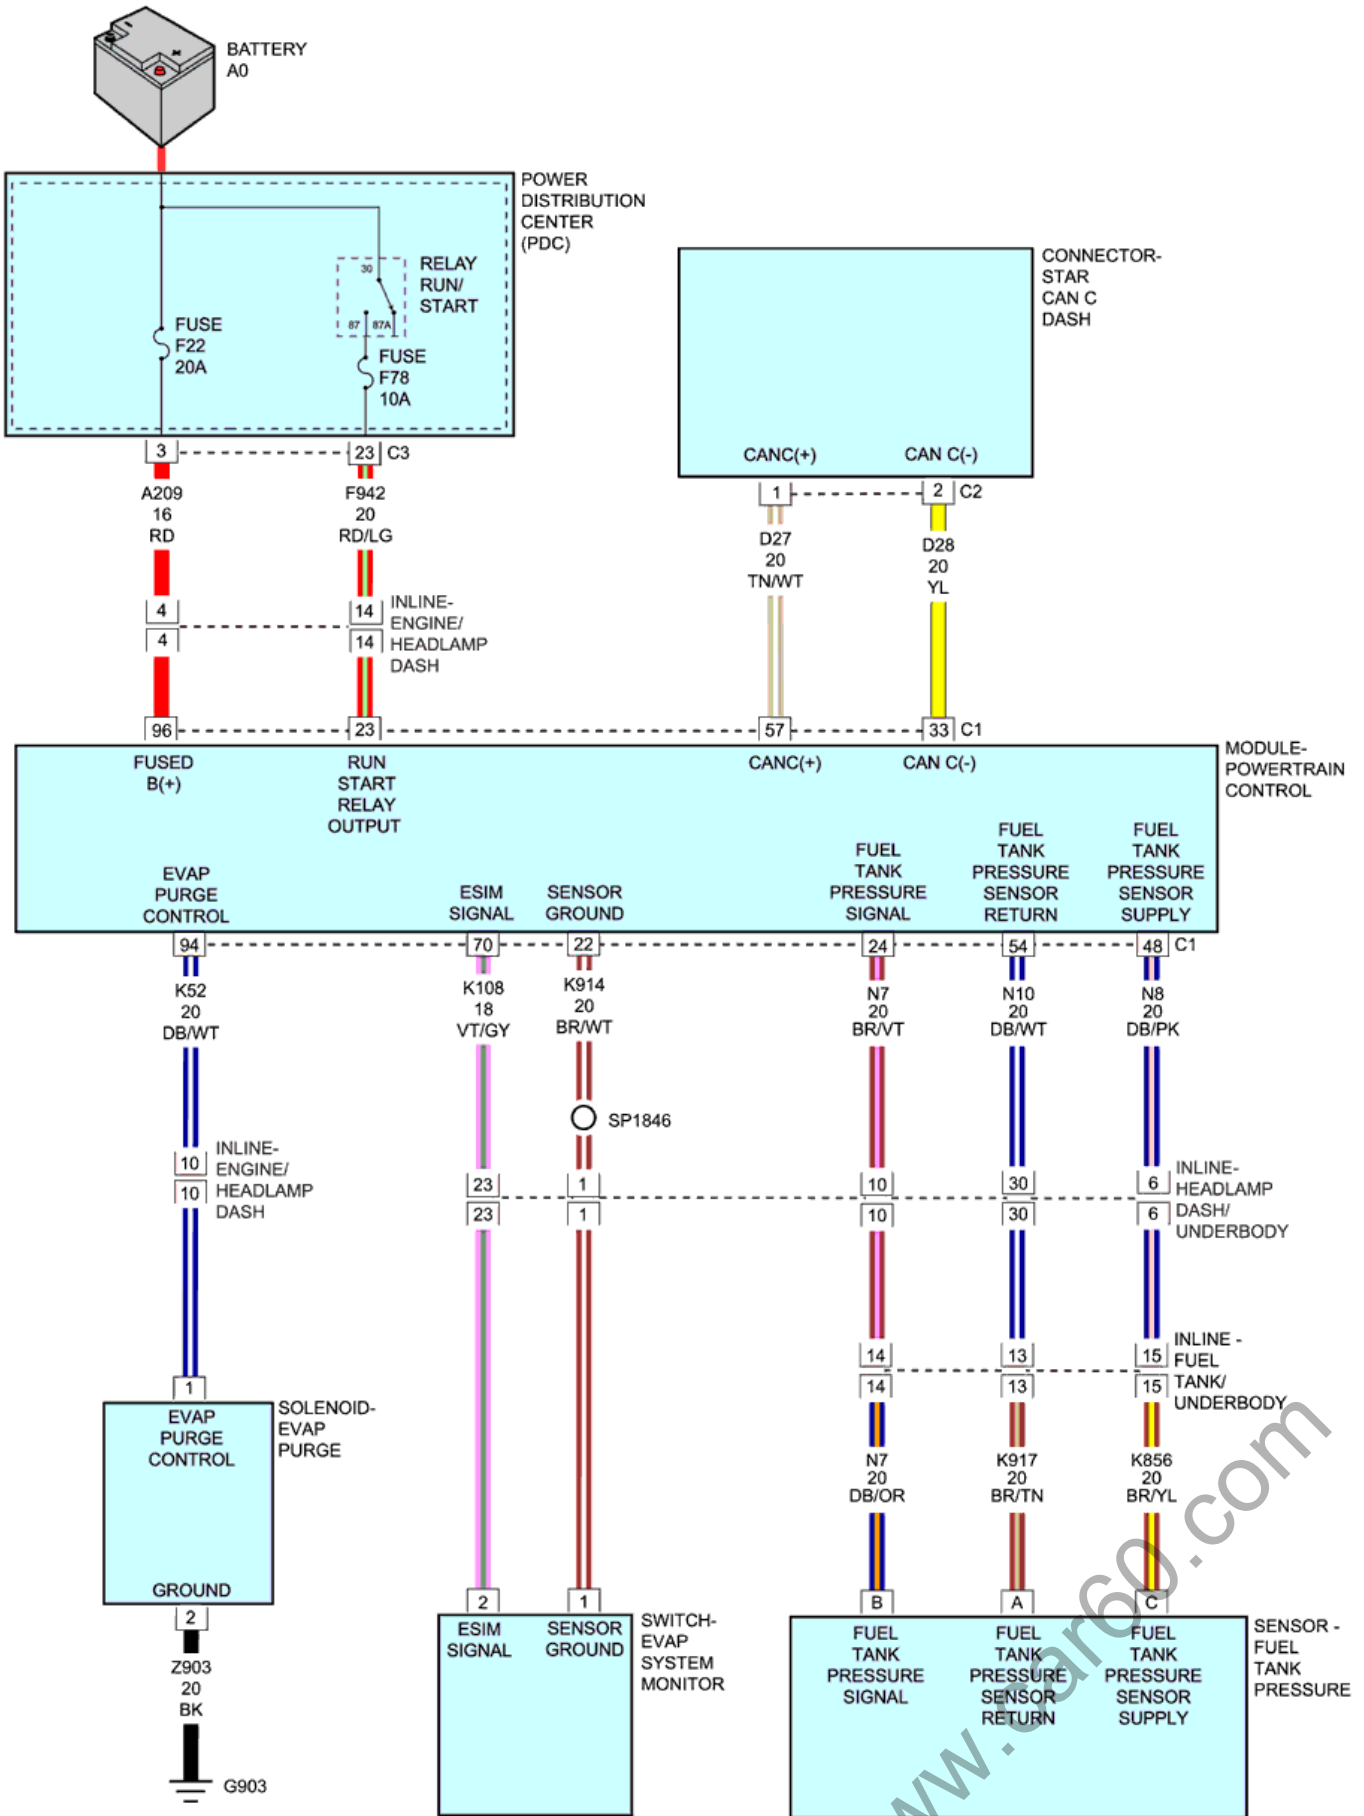 BATTERY
A0
POWER
DISTRIBUTION
CENTER
(PDC)
30
RELAY
RUN/
START
87 87A
FUSE
F22
20A
FUSE
F78
10A
CONNECTOR-
STAR
CAN C
DASH
CANC(+) CAN C(-)
3 23 C3
1 2 C2
A209
16
RD
F942
20
RD/LG
D27
20
TN/WT
D28
20
YL
4 14
4 14
INLINE-
ENGINE/
HEADLAMP
DASH
96 23 57 33 C1
MODULE-
POWERTRAIN
CONTROL
FUSED
B(+)
RUN
START
RELAY
OUTPUT
CANC(+) CAN C(-)
EVAP
PURGE
CONTROL
ESIM
SIGNAL
SENSOR
GROUND
FUEL
TANK
PRESSURE
SIGNAL
FUEL
TANK
PRESSURE
SENSOR
RETURN
FUEL
TANK
PRESSURE
SENSOR
SUPPLY
94 70 22 24 54 48 C1
K52
20
DB/WT
K108
18
VT/GY
K914
20
BR/WT
N7
20
BR/VT
N10
20
DB/WT
N8
20
DB/PK
SP1846
10
10
INLINE-
ENGINE/
HEADLAMP
DASH
23 1 10 30 6
23 1 10 30 6
INLINE-
HEADLAMP
DASH/
UNDERBODY
14 13 15
14 13 15
INLINE -
FUEL
TANK/
UNDERBODY
1
EVAP
PURGE
CONTROL
GROUND
SOLENOID-
EVAP
PURGE
N7
20
DB/OR
K917
20
BR/TN
K856
20
BR/YL
2
Z903
20
BK
G903
2 1
ESIM
SIGNAL
SENSOR
GROUND
SWITCH-
EVAP
SYSTEM
MONITOR
B A C
FUEL
TANK
PRESSURE
SIGNAL
FUEL
TANK
PRESSURE
SENSOR
RETURN
FUEL
TANK
PRESSURE
SENSOR
SUPPLY
SENSOR -
FUEL
TANK
PRESSURE
ww.car60.com